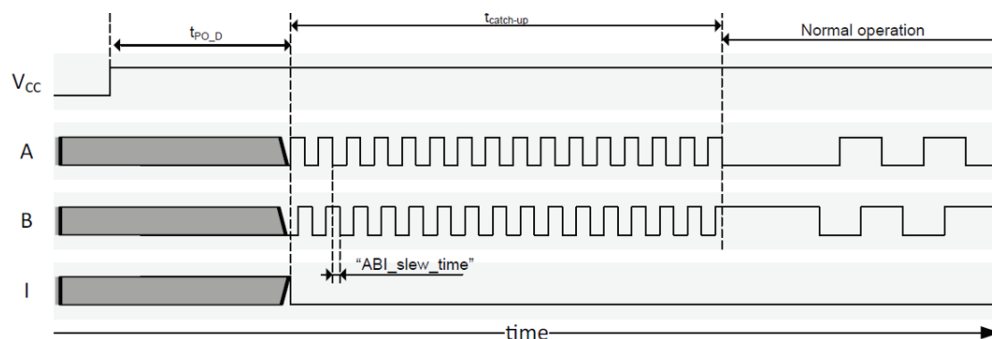 tPO_D
tcatch-up
Normal operation
VCC
A
B
"ABI_slew_time"
I
time